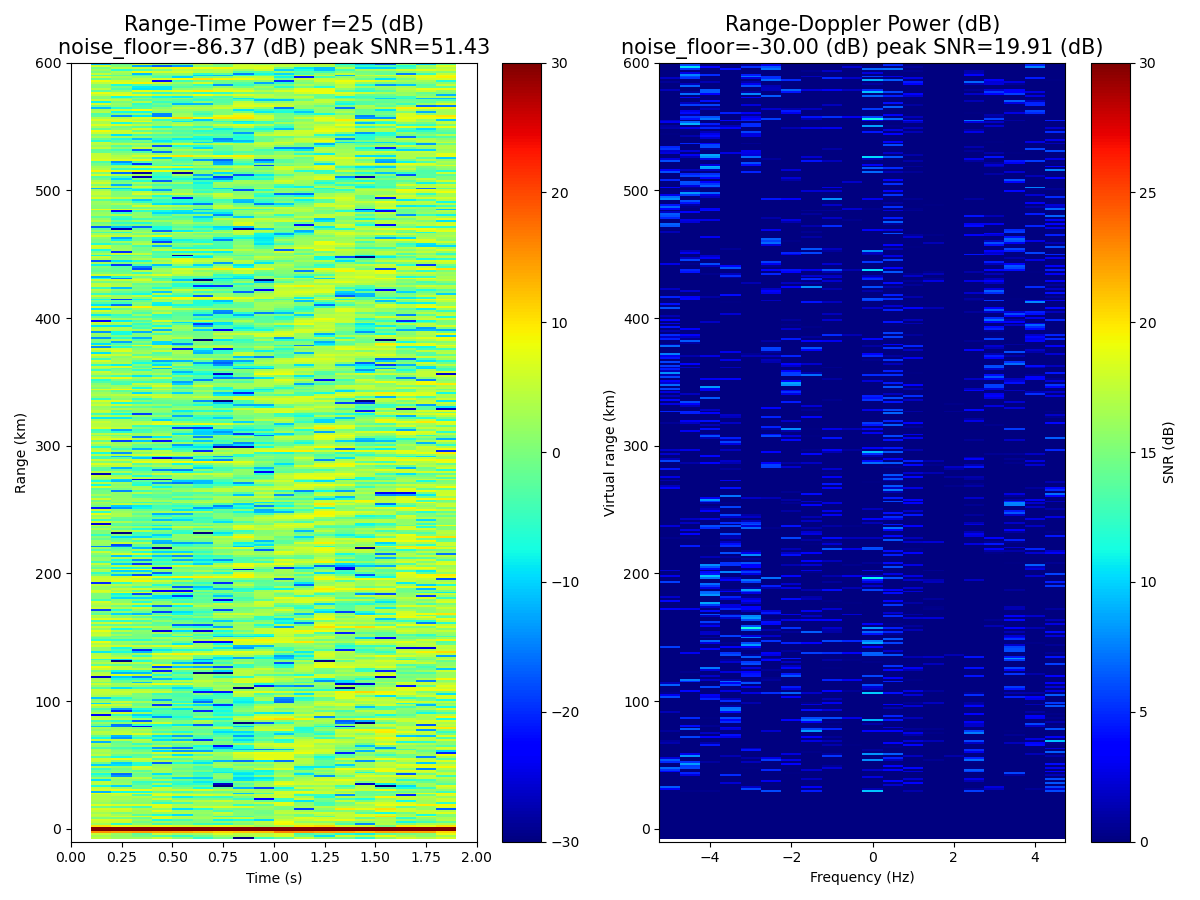 Range-Time Power f=25 (dB)
noise_floor=-86.37 (dB) peak SNR=51.43
Range (km)
600
500
400
300
200
100
0
0.00 0.25 0.50 0.75 1.00 1.25 1.50 1.75 2.00
Time (s)
30
20
10
0
−10
−20
−30
Range-Doppler Power (dB)
noise_floor=-30.00 (dB) peak SNR=19.91 (dB)
Virtual range (km)
600
500
400
300
200
100
0
−4 −2 0 2 4
Frequency (Hz)
30
25
20
15
10
5
0
SNR (dB)